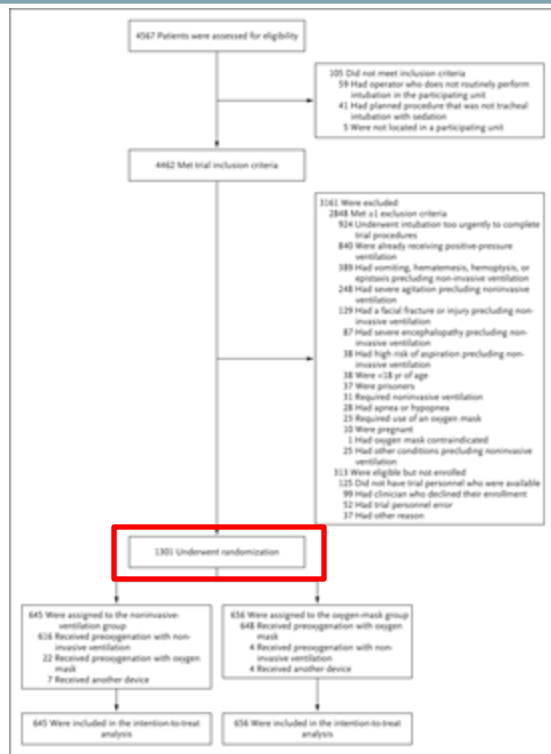 4567 Patients were assessed for eligibility
105 Did not meet inclusion criteria
59 Had operator who does not routinely perform
intubation in the participating unit
41 Had planned procedure that was not tracheal
intubation with sedation
5 Were not located in a participating unit
4462 Met trial inclusion criteria
3161 Were excluded
2848 Met ≥1 exclusion criteria
924 Underwent intubation too urgently to complete
trial procedures
840 Were already receiving positive-pressure
ventilation
389 Had vomiting, hematemesis, hemoptysis, or
epistaxis precluding non-invasive ventilation
248 Had severe agitation precluding noninvasive
ventilation
129 Had a facial fracture or injury precluding non-
invasive ventilation
87 Had severe encephalopathy precluding non-
invasive ventilation
38 Had high risk of aspiration precluding non-
invasive ventilation
38 Were <18 yr of age
37 Were prisoners
31 Required noninvasive ventilation
28 Had apnea or hypopnea
23 Required use of an oxygen mask
10 Were pregnant
1 Had oxygen mask contraindicated
25 Had other conditions precluding noninvasive
ventilation
313 Were eligible but not enrolled
125 Did not have trial personnel who were available
99 Had clinician who declined their enrollment
52 Had trial personnel error
37 Had other reason
1301 Underwent randomization
645 Were assigned to the noninvasive-
ventilation group
616 Received preoxygenation with non-
invasive ventilation
22 Received preoxygenation with oxygen
mask
7 Received another device
656 Were assigned to the oxygen-mask group
648 Received preoxygenation with oxygen
mask
4 Received preoxygenation with non-
invasive ventilation
4 Received another device
645 Were included in the intention-to-treat
analysis
656 Were included in the intention-to-treat
analysis